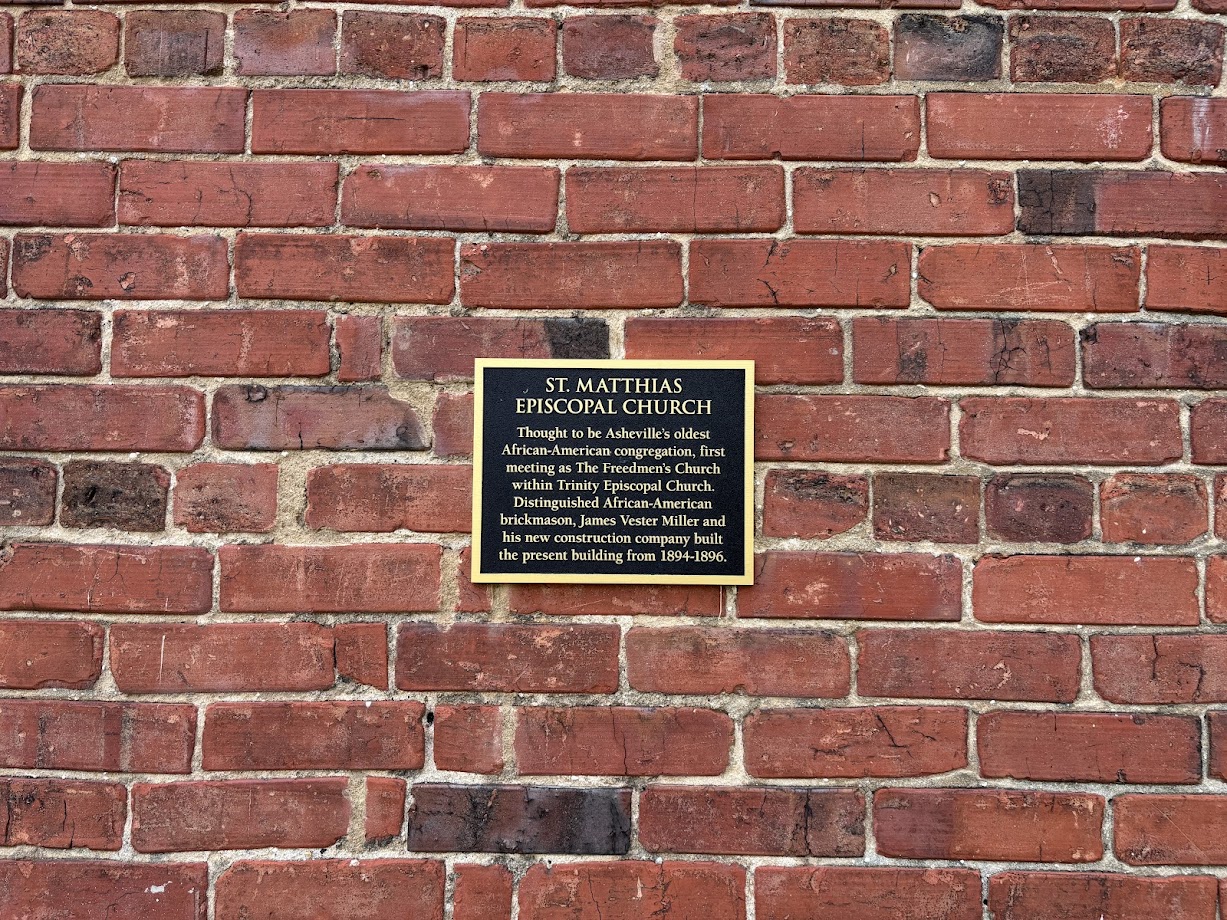 ST. MATTHIAS
EPISCOPAL CHURCH
Thought to be Asheville's oldest
African-American congregation, first
meeting as The Freedmen's Church
within Trinity Episcopal Church.
Distinguished African-American
brickmason, James Vester Miller and
his new construction company built
the present building from 1894-1896.